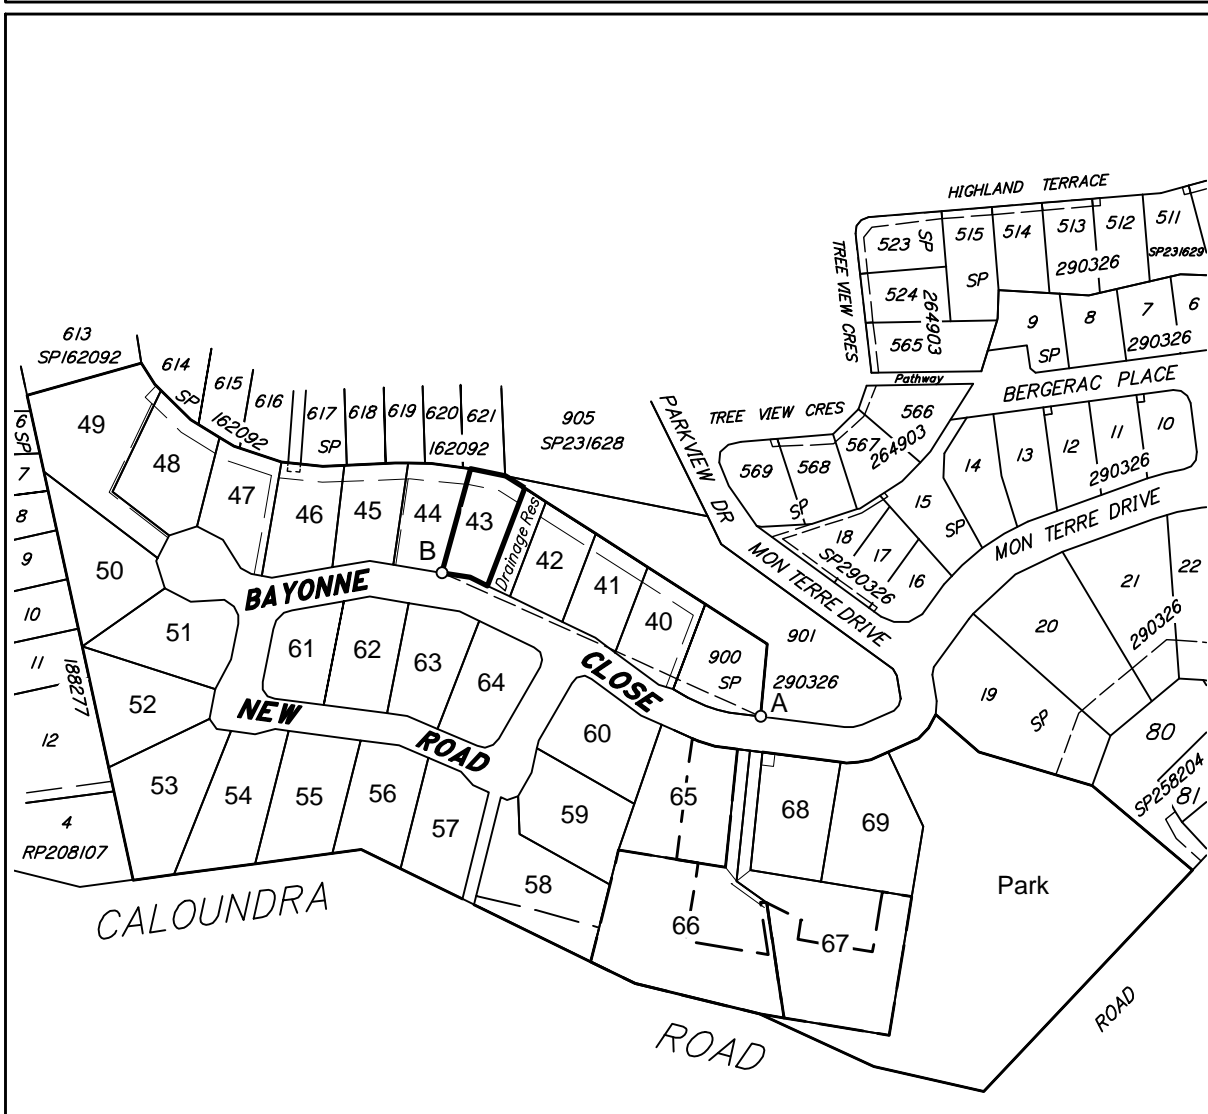 HIGHLAND TERRACE
TREE VIEW CRES
523
SP
515
514
513
512
511
SP
290326
SP231629
524
264903
565
9
8
7
6
SP
290326
Pathway
BERGERAC PLACE
613
SP162092
614
SP
615
616
162092
617
618
619
620
621
SP
162092
905
SP231628
PARKVIEW DR
TREE VIEW CRES
566
567
264903
569
568
SP
14
13
12
11
10
290326
15
SP
18
17
16
SP290326
MON TERRE DRIVE
MON TERRE DRIVE
6
SP
7
8
9
10
11
188277
12
4
RP208107
49
48
47
46
45
44
43
Drainage Res
B
42
41
40
900
SP
901
290326
A
50
51
52
53
BAYONNE
CLOSE
61
62
63
64
NEW
ROAD
54
55
56
57
58
59
60
65
66
67
68
69
22
21
20
290326
19
SP
80
SP258204
81
Park
CALOUNDRA
ROAD
ROAD